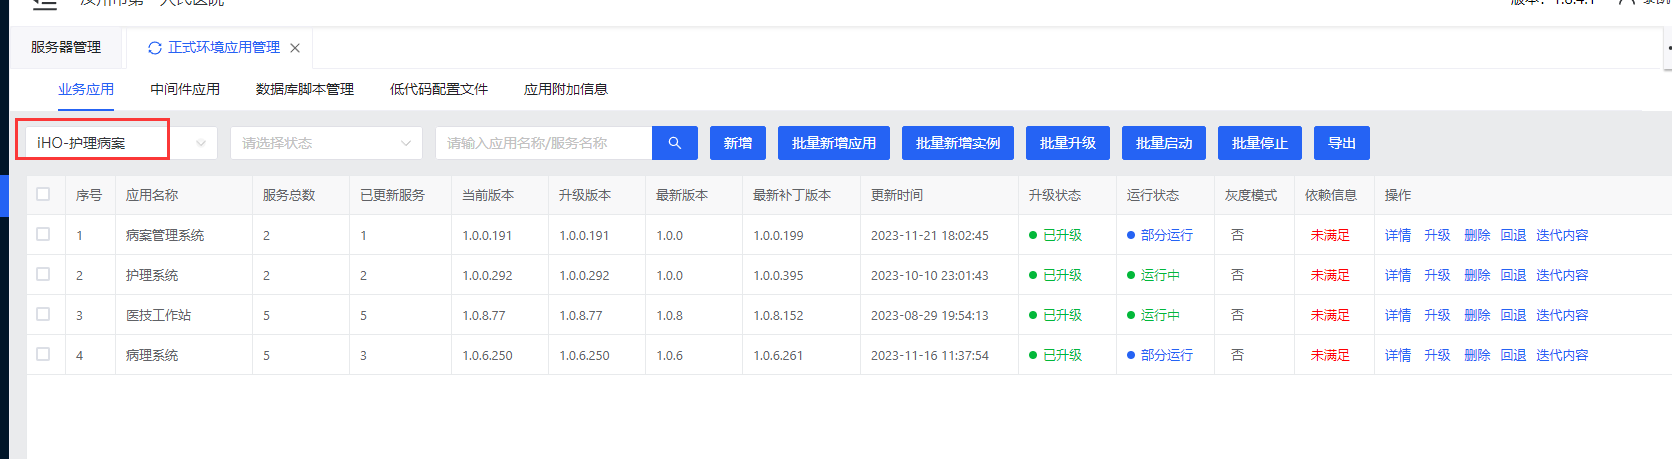 服务器管理 正式环境应用管理
业务应用 中间件应用 数据库脚本管理 低代码配置文件 应用附加信息
iHO-护理病案 请选择状态 请输入应用名称/服务名称 新增 批量新增应用 批量新增实例 批量升级 批量启动 批量停止 导出
序号 应用名称 服务总数 已更新服务 当前版本 升级版本 最新版本 最新补丁版本 更新时间 升级状态 运行状态 灰度模式 依赖信息 操作
1 病案管理系统 2 1 1.0.0.191 1.0.0.191 1.0.0 1.0.0.199 2023-11-21 18:02:45 已升级 部分运行 否 未满足 详情 升级 删除 回退 迭代内容
2 护理系统 2 2 1.0.0.292 1.0.0.292 1.0.0 1.0.0.395 2023-10-10 23:01:43 已升级 运行中 否 未满足 详情 升级 删除 回退 迭代内容
3 医技工作站 5 5 1.0.8.77 1.0.8.77 1.0.8 1.0.8.152 2023-08-29 19:54:13 已升级 运行中 否 未满足 详情 升级 删除 回退 迭代内容
4 病理系统 5 3 1.0.6.250 1.0.6.250 1.0.6 1.0.6.261 2023-11-16 11:37:54 已升级 部分运行 否 未满足 详情 升级 删除 回退 迭代内容